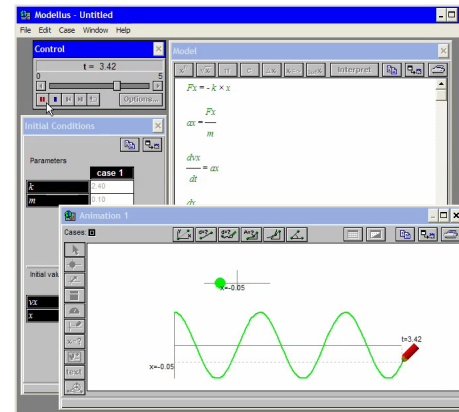 Modellus - Untitled
File Edit Case Window Help
Control
t = 3.42
0 5
Options...
Model
Interpret
Fx = - k × x
ax = Fx
m
dvx
dt = ax
dx
Initial Conditions
Parameters
case 1
k 2.40
m 0.10
Initial val
vx
x
Animation 1
Cases:
x=-0.05
t=3.42
x=-0.05
x=?
text